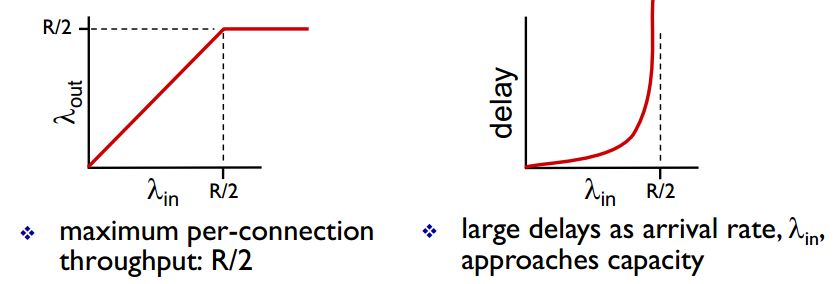 R/2
λout
λin
R/2
❖ maximum per-connection
throughput: R/2
delay
λin
R/2
❖ large delays as arrival rate, λin,
approaches capacity